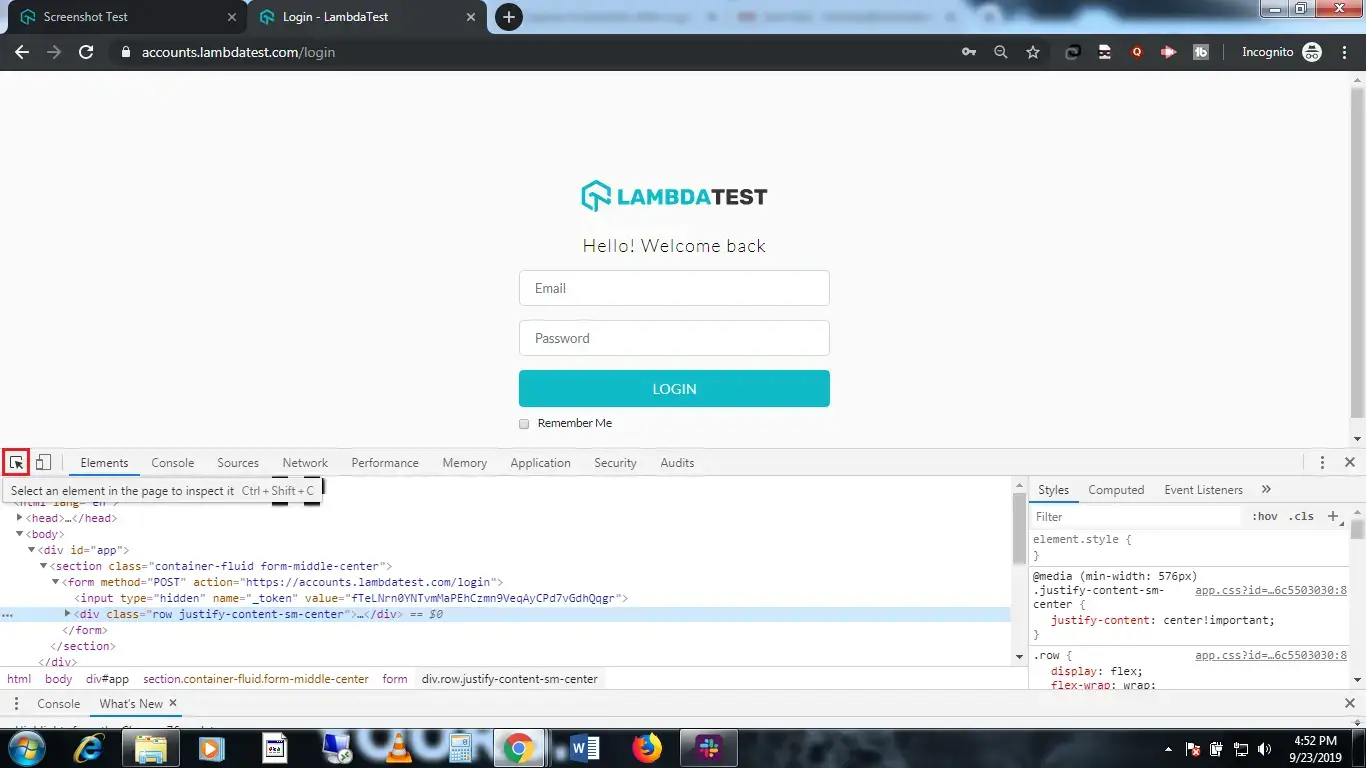 Screenshot Test
Login - LambdaTest
accounts.lambdatest.com/login
Incognito
LAMBDATEST
Hello! Welcome back
Email
Password
LOGIN
Remember Me
Elements Console Sources Network Performance Memory Application Security Audits
Select an element in the page to inspect it Ctrl + Shift + C
<head>…</head>
<body>
<div id="app">
<section class="container-fluid form-middle-center">
<form method="POST" action="https://accounts.lambdatest.com/login">
<input type="hidden" name="_token" value="fTeLNrn0YNTvmMaPEhCzmn9VeqAyCPd7vGdhQqgr">
<div class="row justify-content-sm-center">…</div> == $0
</form>
</section>
</div>
html body div#app section.container-fluid.form-middle-center form div.row.justify-content-sm-center
Styles Computed Event Listeners »
Filter :hov .cls +
element.style {
}
@media (min-width: 576px)
.justify-content-sm-center { app.css?id=…6c5503030:8
justify-content: center!important;
}
.row { app.css?id=…6c5503030:8
display: flex;
flex-wrap: wrap;
Console What's New
4:52 PM
9/23/2019